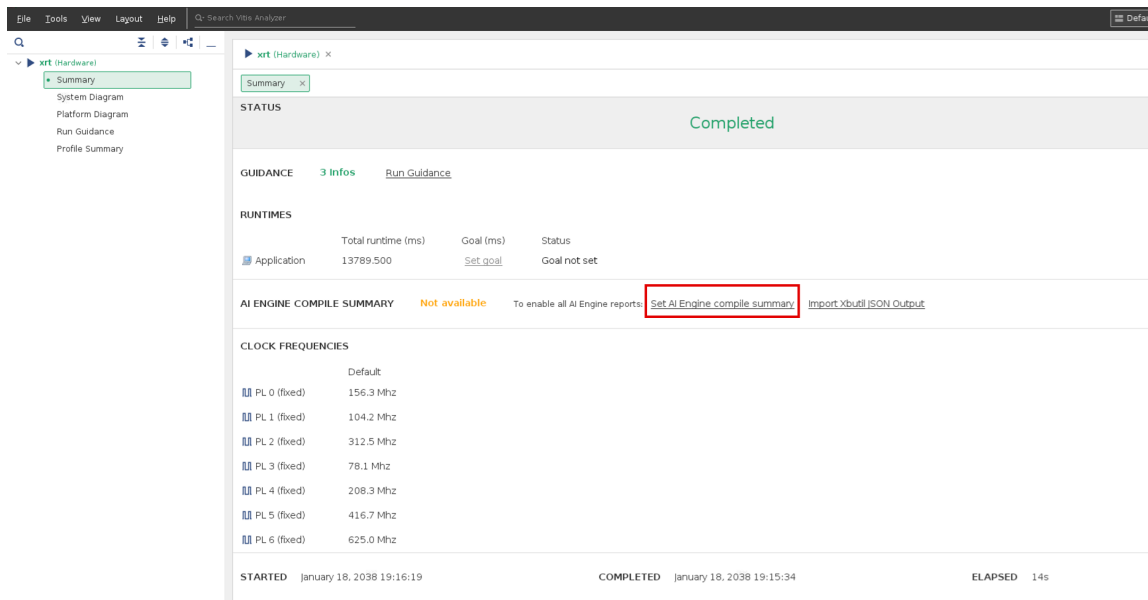 File Tools View Layout Help Search Vitis Analyzer Defau
xrt (Hardware)
Summary
System Diagram
Platform Diagram
Run Guidance
Profile Summary
xrt (Hardware) ×
Summary ×
STATUS
Completed
GUIDANCE 3 Infos Run Guidance
RUNTIMES
Total runtime (ms) Goal (ms) Status
Application 13789.500 Set goal Goal not set
AI ENGINE COMPILE SUMMARY Not available To enable all AI Engine reports: Set AI Engine compile summary Import Xbutil JSON Output
CLOCK FREQUENCIES
Default
PL 0 (fixed) 156.3 Mhz
PL 1 (fixed) 104.2 Mhz
PL 2 (fixed) 312.5 Mhz
PL 3 (fixed) 78.1 Mhz
PL 4 (fixed) 208.3 Mhz
PL 5 (fixed) 416.7 Mhz
PL 6 (fixed) 625.0 Mhz
STARTED January 18, 2038 19:16:19 COMPLETED January 18, 2038 19:15:34 ELAPSED 14s